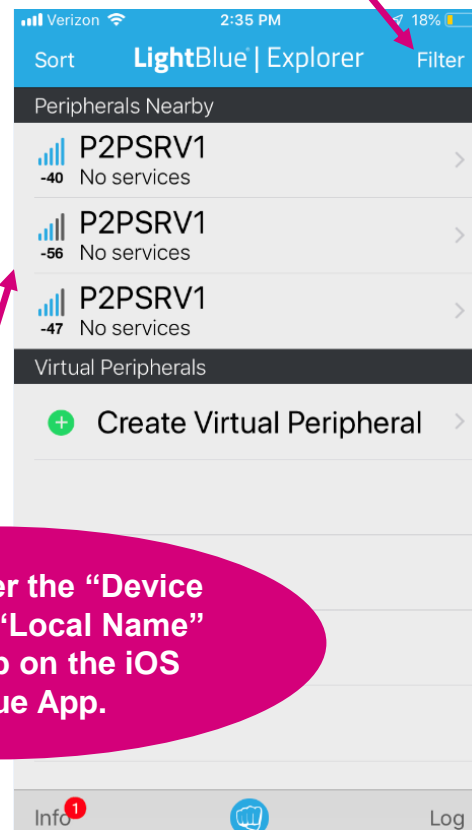 Verizon 2:35 PM 18%
Sort LightBlue | Explorer Filter
Peripherals Nearby
P2PSRV1
-40 No services
P2PSRV1
-56 No services
P2PSRV1
-47 No services
Virtual Peripherals
Create Virtual Peripheral
the “Device
“Local Name”
on the iOS
App.
Info 1 Log